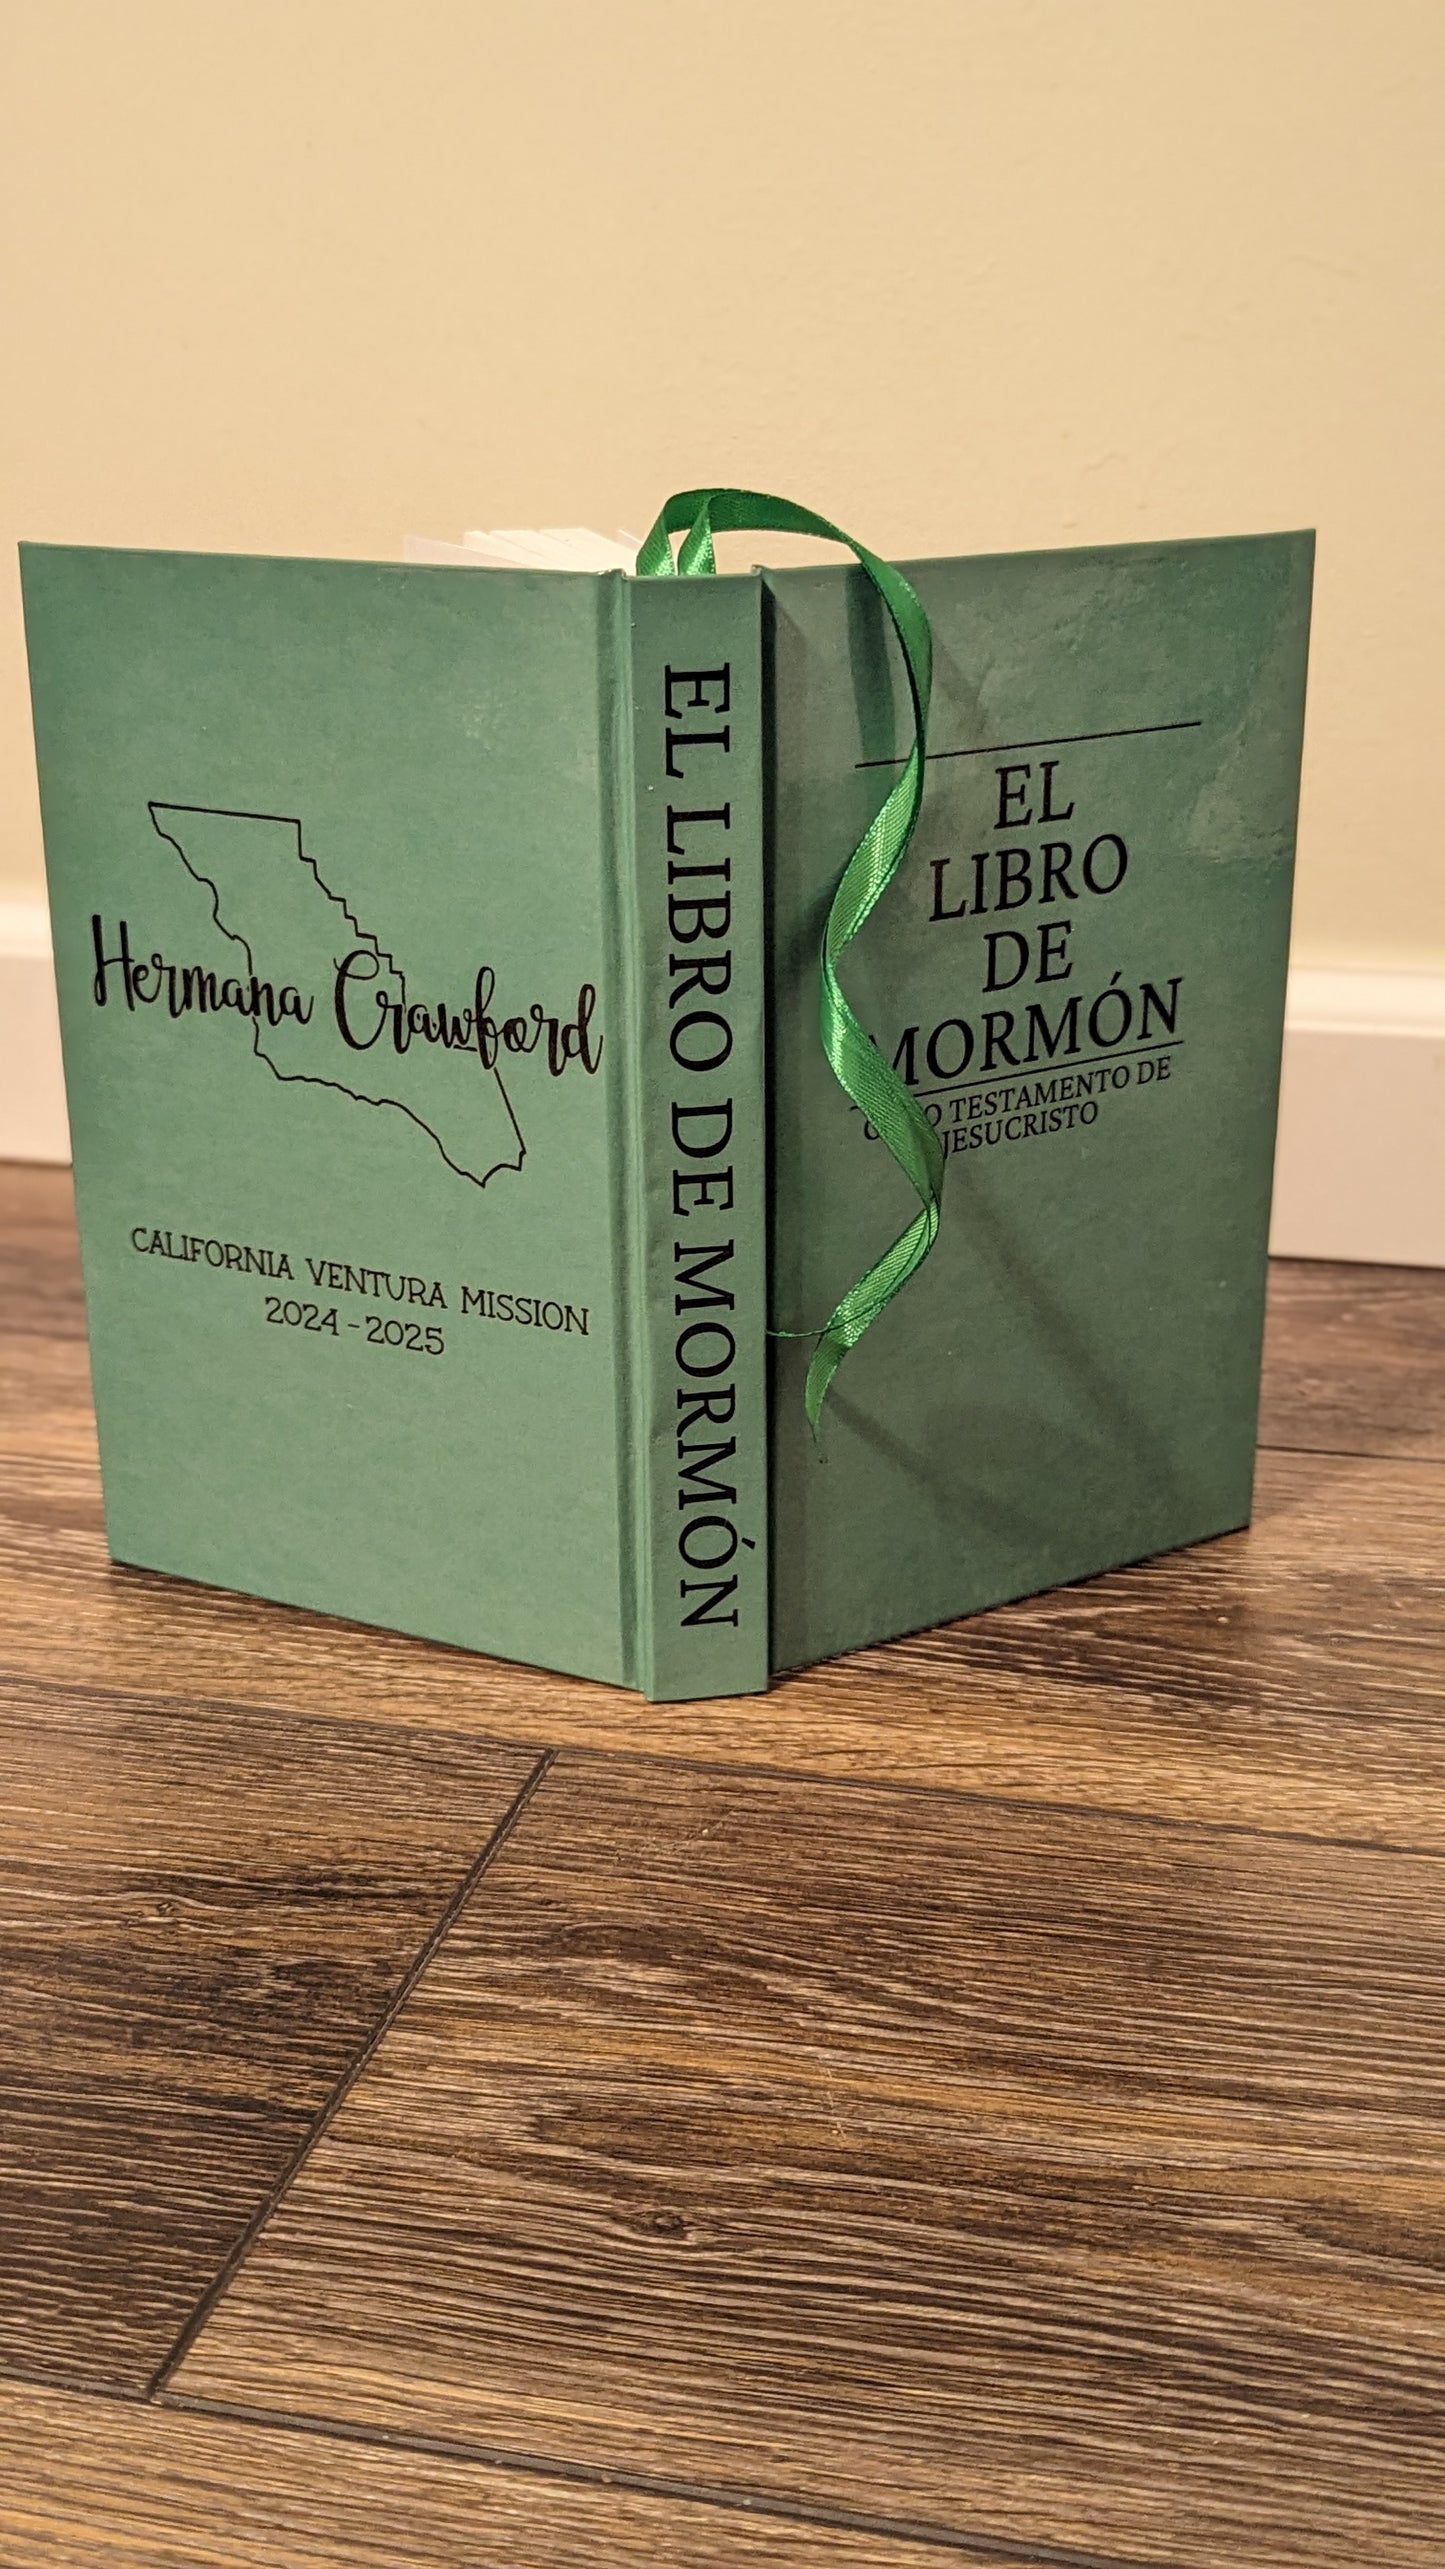 Hermana Crawford
CALIFORNIA VENTURA MISSION
2024-2025
EL LIBRO DE MORMÓN
EL
LIBRO
DE
MORMÓN
TESTAMENTO DE
JESUCRISTO